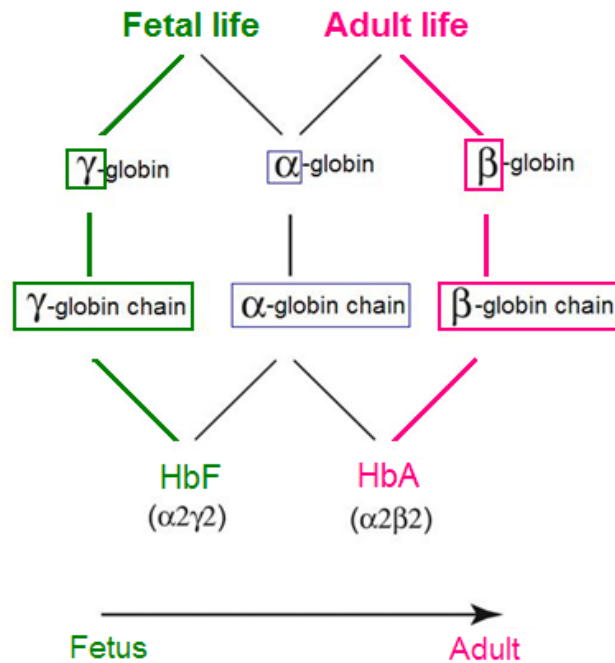 Fetal life Adult life
γ-globin α-globin β-globin
γ-globin chain α-globin chain β-globin chain
HbF HbA
(α2γ2) (α2β2)
Fetus Adult